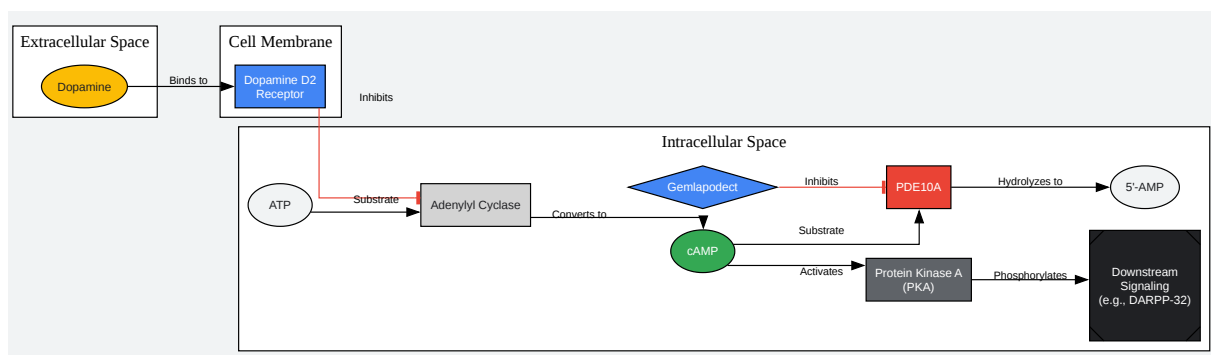 Extracellular Space
Dopamine
Binds to
Cell Membrane
Dopamine D2
Receptor
Inhibits
Intracellular Space
ATP
Substrate
Adenylyl Cyclase
Converts to
Gemlapodect
Inhibits
PDE10A
Hydrolyzes to
5'-AMP
cAMP
Substrate
Activates
Protein Kinase A
(PKA)
Phosphorylates
Downstream
Signaling
(e.g., DARPP-32)